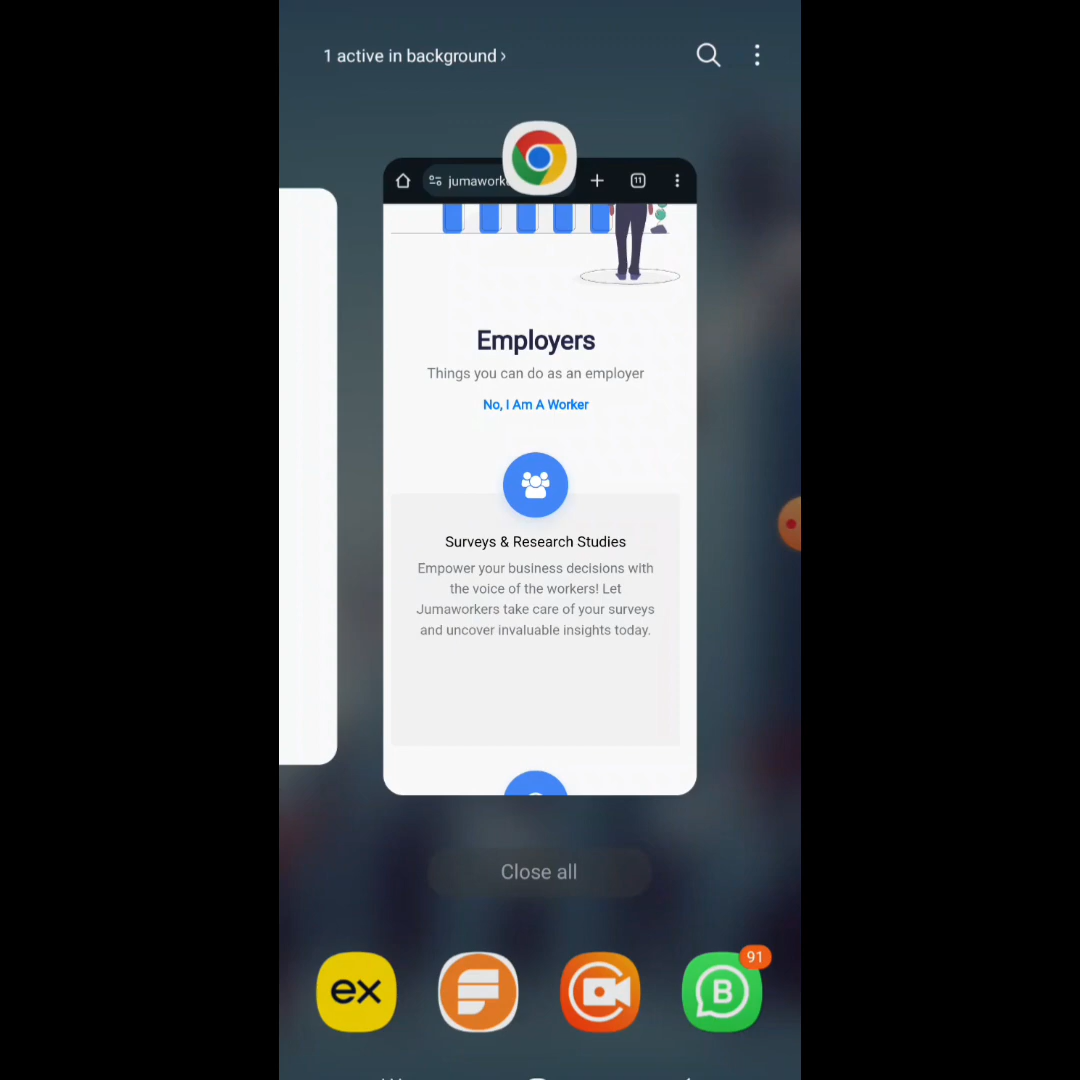 1 active in background ›
jumawork
11
Employers
Things you can do as an employer
No, I Am A Worker
Surveys & Research Studies
Empower your business decisions with
the voice of the workers! Let
Jumaworkers take care of your surveys
and uncover invaluable insights today.
Close all
91
ex
B